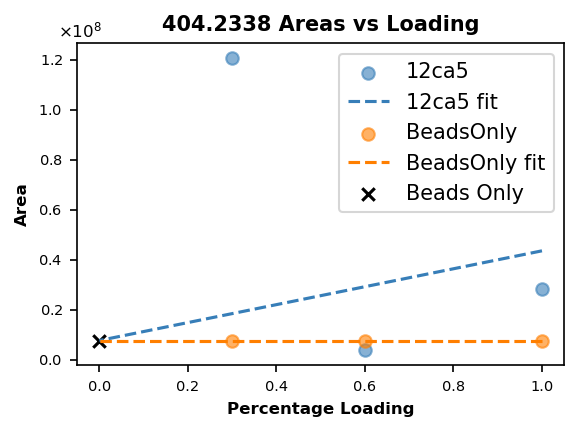 404.2338 Areas vs Loading
×10⁸
1.2
1.0
0.8
0.6
0.4
0.2
0.0
Area
12ca5
12ca5 fit
BeadsOnly
BeadsOnly fit
Beads Only
0.0 0.2 0.4 0.6 0.8 1.0
Percentage Loading